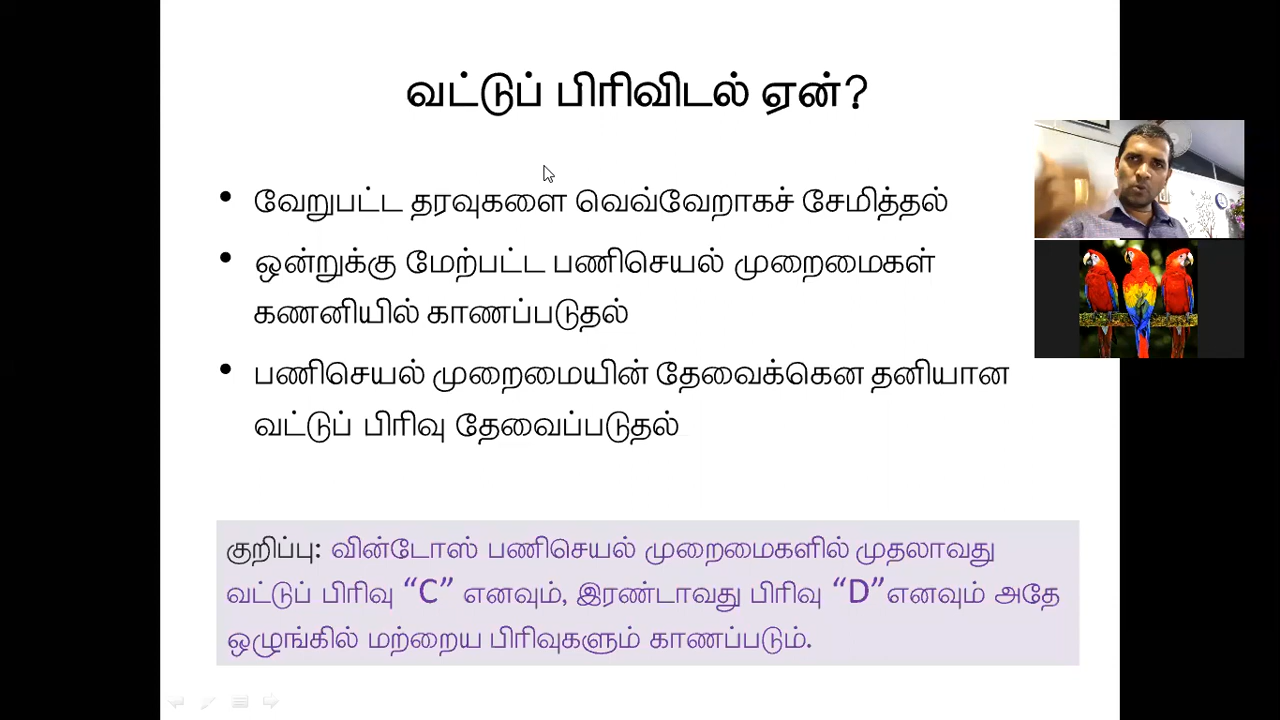 வட்டுப் பிரிவிடல் ஏன்?
• வேறுபட்ட தரவுகளை வெவ்வேறாகச் சேமித்தல்
• ஒன்றுக்கு மேற்பட்ட பணிசெயல் முறைமைகள்
கணனியில் காணப்படுதல்
• பணிசெயல் முறைமையின் தேவைக்கென தனியான
வட்டுப் பிரிவு தேவைப்படுதல்
குறிப்பு: வின்டோஸ் பணிசெயல் முறைமைகளில் முதலாவது
வட்டுப் பிரிவு “C” எனவும், இரண்டாவது பிரிவு “D”எனவும் அதே
ஒழுங்கில் மற்றைய பிரிவுகளும் காணப்படும்.